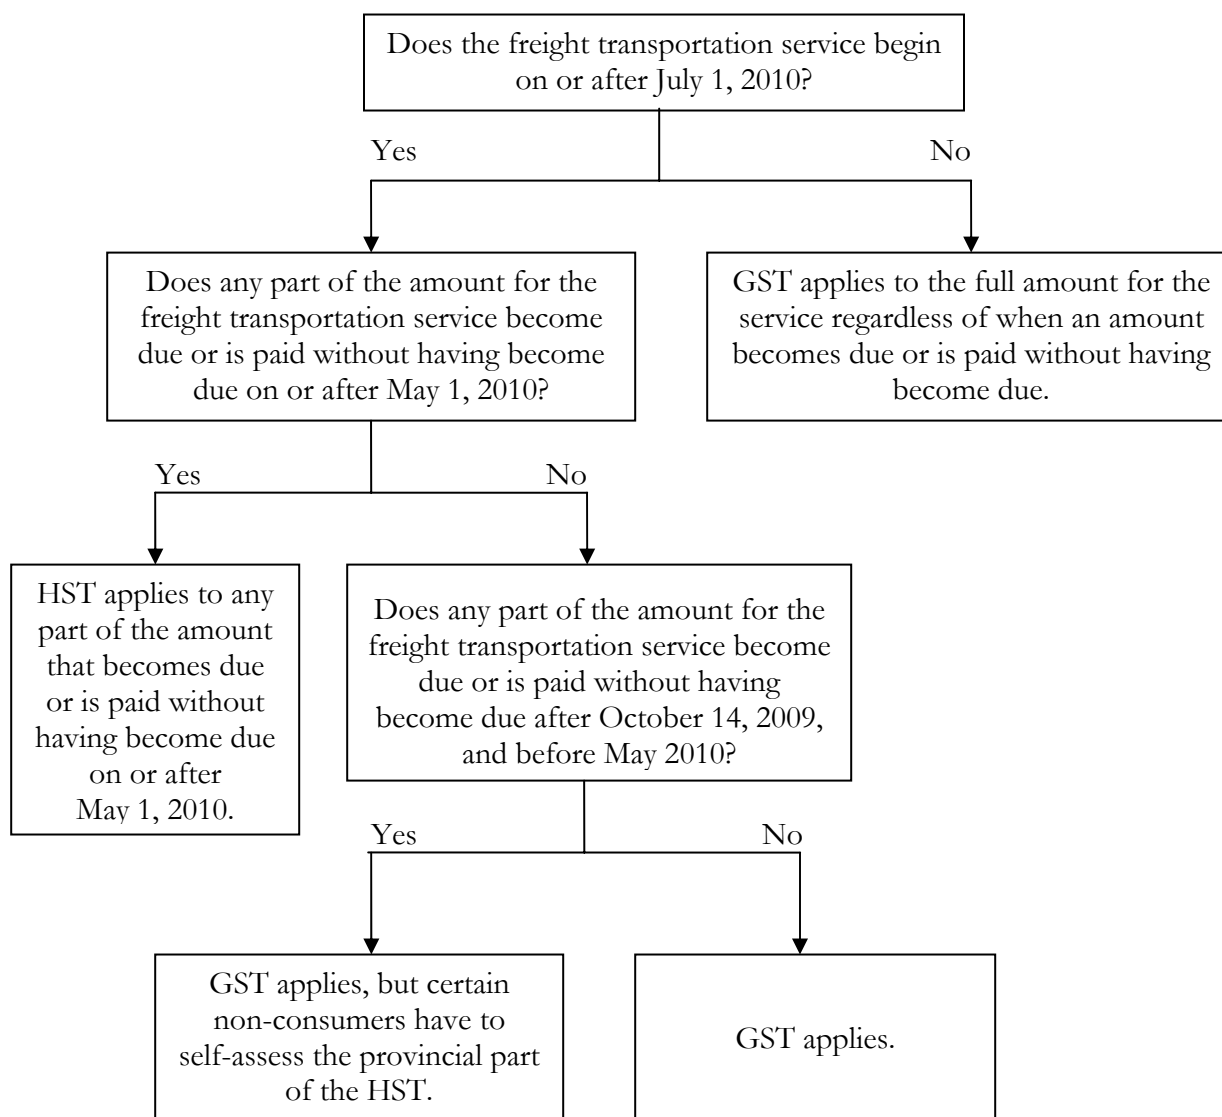 Does the freight transportation service begin
on or after July 1, 2010?
Yes
No
Does any part of the amount for the
freight transportation service become
due or is paid without having become
due on or after May 1, 2010?
GST applies to the full amount for the
service regardless of when an amount
becomes due or is paid without having
become due.
Yes
No
HST applies to any
part of the amount
that becomes due
or is paid without
having become due
on or after
May 1, 2010.
Does any part of the amount for the
freight transportation service become
due or is paid without having
become due after October 14, 2009,
and before May 2010?
Yes
No
GST applies, but certain
non-consumers have to
self-assess the provincial part
of the HST.
GST applies.